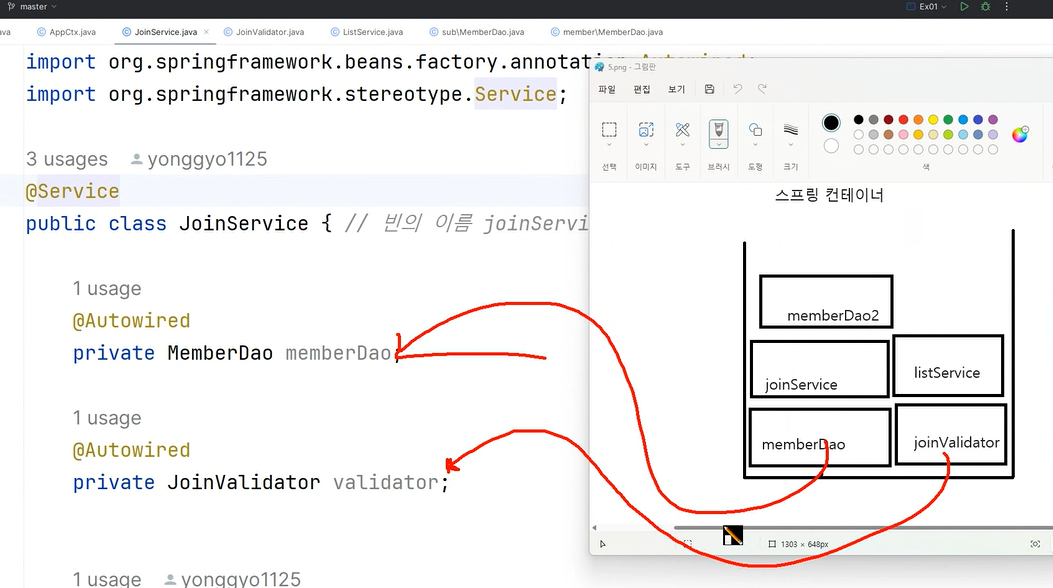 master
Ex01
ava
AppCtx.java
JoinService.java
JoinValidator.java
ListService.java
sub\MemberDao.java
member\MemberDao.java
import org.springframework.beans.factory.annotation.Autowired;
import org.springframework.stereotype.Service;
3 usages yonggyo1125
@Service
public class JoinService { // 빈의 이름 joinServi
1 usage
@Autowired
private MemberDao memberDao;
1 usage
@Autowired
private JoinValidator validator;
1 usage yonggyo1125
5.png - 그림판
파일 편집 보기
선택 이미지 도구 브러시 도형 크기 색
스프링 컨테이너
memberDao2
joinService
listService
memberDao
joinValidator
1303 × 648px